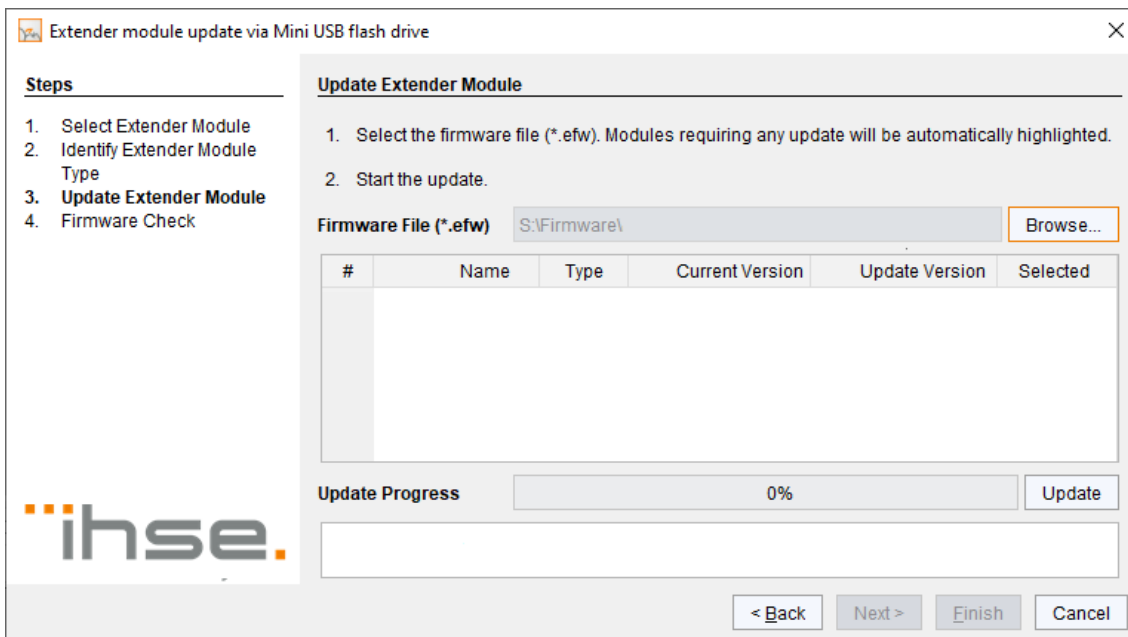 Extender module update via Mini USB flash drive
Steps
1. Select Extender Module
2. Identify Extender Module
Type
3. Update Extender Module
4. Firmware Check
Update Extender Module
1. Select the firmware file (*.efw). Modules requiring any update will be automatically highlighted.
2. Start the update.
Firmware File (*.efw) S:\Firmware\ Browse...
# Name Type Current Version Update Version Selected
Update Progress 0% Update
ihse.
< Back Next > Finish Cancel